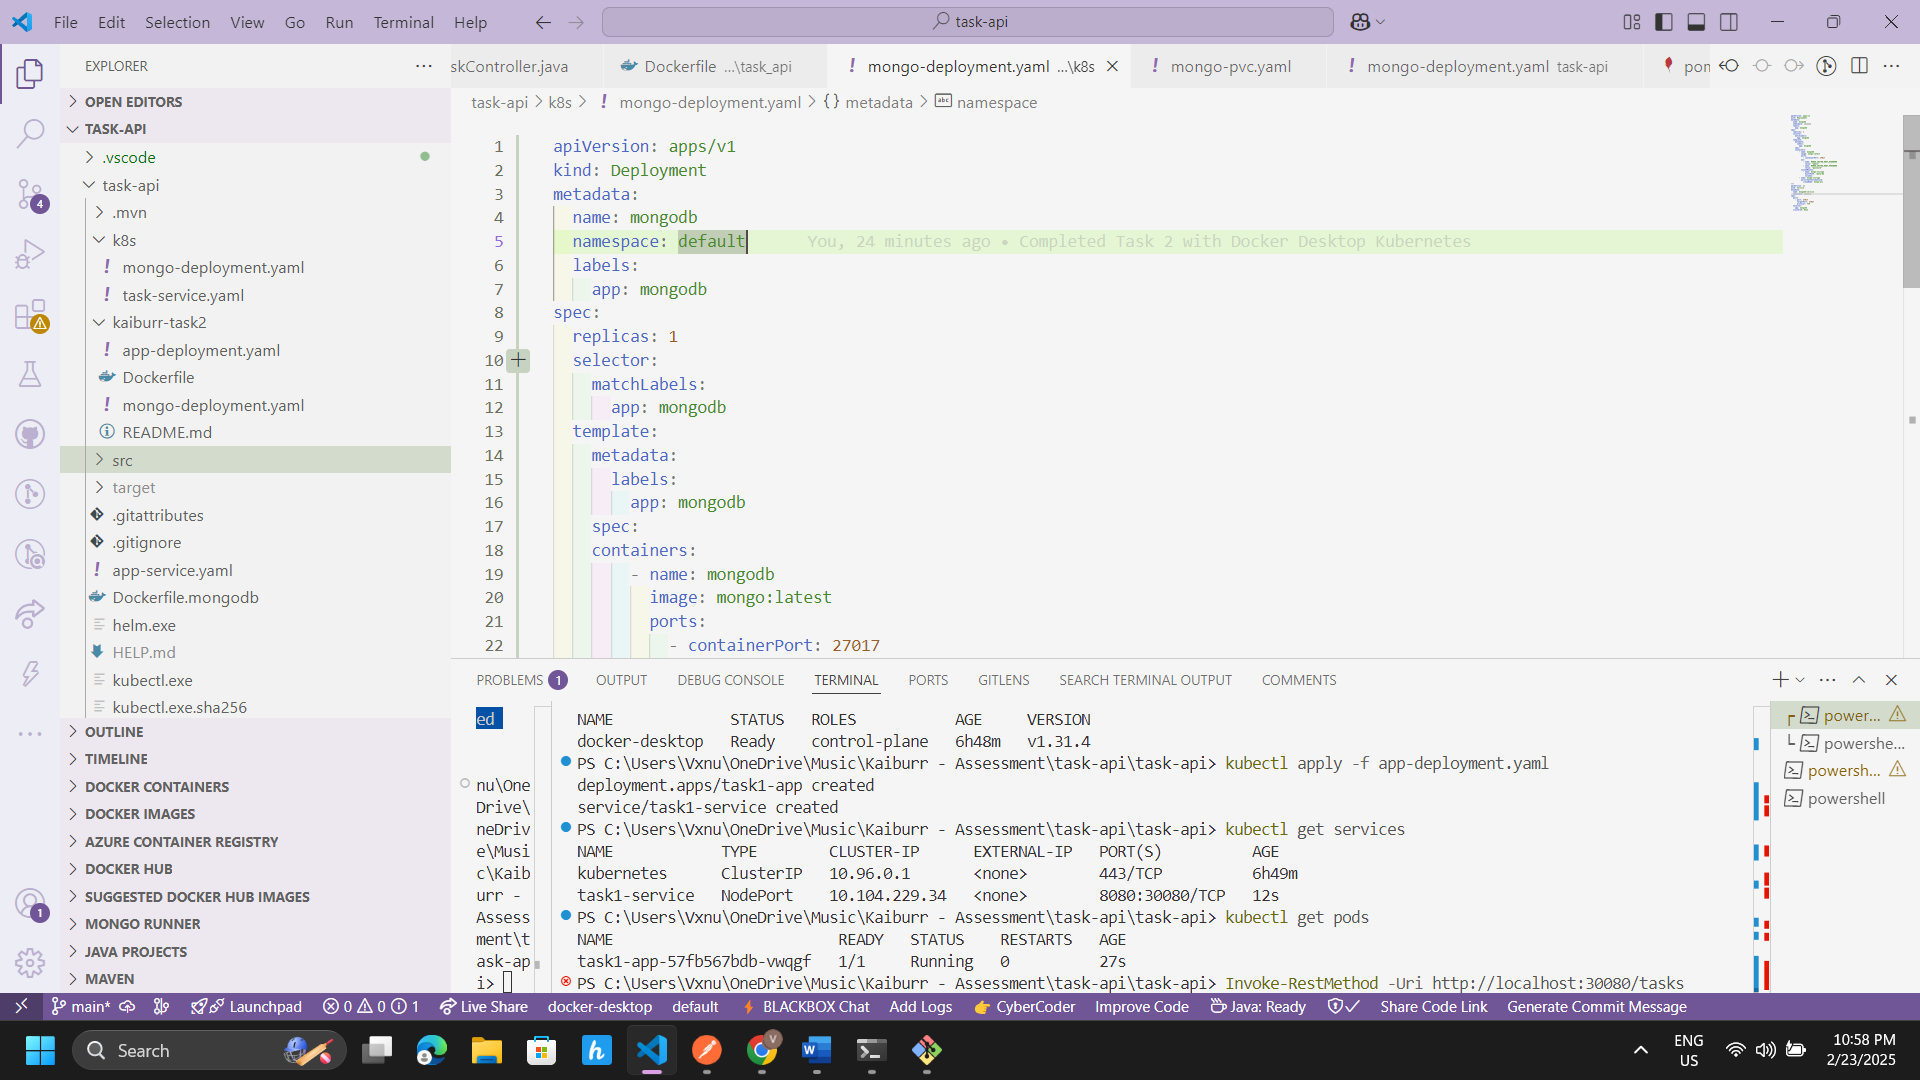 File Edit Selection View Go Run Terminal Help
task-api
EXPLORER
OPEN EDITORS
TASK-API
.vscode
task-api
.mvn
k8s
mongo-deployment.yaml
task-service.yaml
kaiburr-task2
app-deployment.yaml
Dockerfile
mongo-deployment.yaml
README.md
src
target
.gitattributes
.gitignore
app-service.yaml
Dockerfile.mongodb
helm.exe
HELP.md
kubectl.exe
kubectl.exe.sha256
OUTLINE
TIMELINE
DOCKER CONTAINERS
DOCKER IMAGES
AZURE CONTAINER REGISTRY
DOCKER HUB
SUGGESTED DOCKER HUB IMAGES
MONGO RUNNER
JAVA PROJECTS
MAVEN
4
1
skController.java Dockerfile ...\task_api mongo-deployment.yaml ...\k8s mongo-pvc.yaml mongo-deployment.yaml task-api pon
task-api > k8s > ! mongo-deployment.yaml > {} metadata > abc namespace
1 apiVersion: apps/v1
2 kind: Deployment
3 metadata:
4 name: mongodb
5 namespace: default You, 24 minutes ago • Completed Task 2 with Docker Desktop Kubernetes
6 labels:
7 app: mongodb
8 spec:
9 replicas: 1
10 selector:
11 matchLabels:
12 app: mongodb
13 template:
14 metadata:
15 labels:
16 app: mongodb
17 spec:
18 containers:
19 - name: mongodb
20 image: mongo:latest
21 ports:
22 - containerPort: 27017
PROBLEMS 1 OUTPUT DEBUG CONSOLE TERMINAL PORTS GITLENS SEARCH TERMINAL OUTPUT COMMENTS
ed
nu\One
Drive\
neDriv
e\Musi
c\Kaib
urr -
Assess
ment\t
ask-ap
i>
NAME STATUS ROLES AGE VERSION
docker-desktop Ready control-plane 6h48m v1.31.4
PS C:\Users\Vxnu\OneDrive\Music\Kaiburr - Assessment\task-api\task-api> kubectl apply -f app-deployment.yaml
deployment.apps/task1-app created
service/task1-service created
PS C:\Users\Vxnu\OneDrive\Music\Kaiburr - Assessment\task-api\task-api> kubectl get services
NAME TYPE CLUSTER-IP EXTERNAL-IP PORT(S) AGE
kubernetes ClusterIP 10.96.0.1 <none> 443/TCP 6h49m
task1-service NodePort 10.104.229.34 <none> 8080:30080/TCP 12s
PS C:\Users\Vxnu\OneDrive\Music\Kaiburr - Assessment\task-api\task-api> kubectl get pods
NAME READY STATUS RESTARTS AGE
task1-app-57fb567bdb-vwqgf 1/1 Running 0 27s
PS C:\Users\Vxnu\OneDrive\Music\Kaiburr - Assessment\task-api\task-api> Invoke-RestMethod -Uri http://localhost:30080/tasks
power...
powershe...
powersh...
powershell
main* Launchpad 0 0 1 Live Share docker-desktop default BLACKBOX Chat Add Logs CyberCoder Improve Code Java: Ready Share Code Link Generate Commit Message
Search
V
ENG
US
10:58 PM
2/23/2025